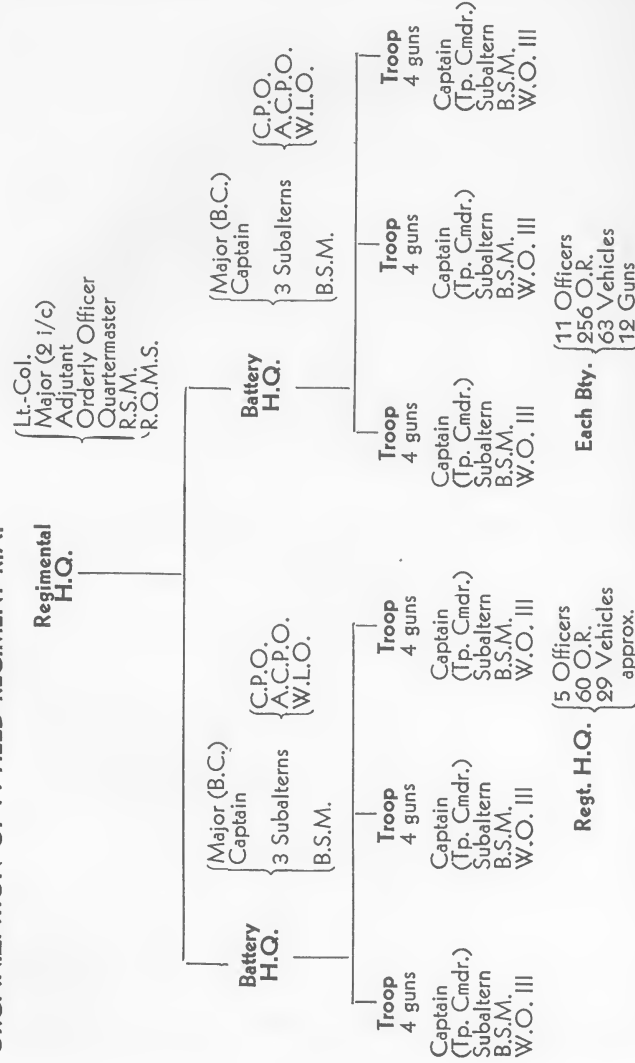 ORGANIZATION OF A FIELD REGIMENT R.A.
Regimental
H.Q.
Lt.-Col.
Major (2 i/c)
Adjutant
Orderly Officer
Quartermaster
R.S.M.
R.Q.M.S.
Battery
H.Q.
Major (B.C.)
Captain
3 Subalterns
B.S.M.
C.P.O.
A.C.P.O.
W.L.O.
Battery
H.Q.
Major (B.C.)
Captain
3 Subalterns
B.S.M.
C.P.O.
A.C.P.O.
W.L.O.
Troop
4 guns
Captain
(Tp. Cmdr.)
Subaltern
B.S.M.
W.O. III
Troop
4 guns
Captain
(Tp. Cmdr.)
Subaltern
B.S.M.
W.O. III
Troop
4 guns
Captain
(Tp. Cmdr.)
Subaltern
B.S.M.
W.O. III
Troop
4 guns
Captain
(Tp. Cmdr.)
Subaltern
B.S.M.
W.O. III
Troop
4 guns
Captain
(Tp. Cmdr.)
Subaltern
B.S.M.
W.O. III
Troop
4 guns
Captain
(Tp. Cmdr.)
Subaltern
B.S.M.
W.O. III
Regt. H.Q.
5 Officers
60 O.R.
29 Vehicles
approx.
Each Bty.
11 Officers
256 O.R.
63 Vehicles
12 Guns